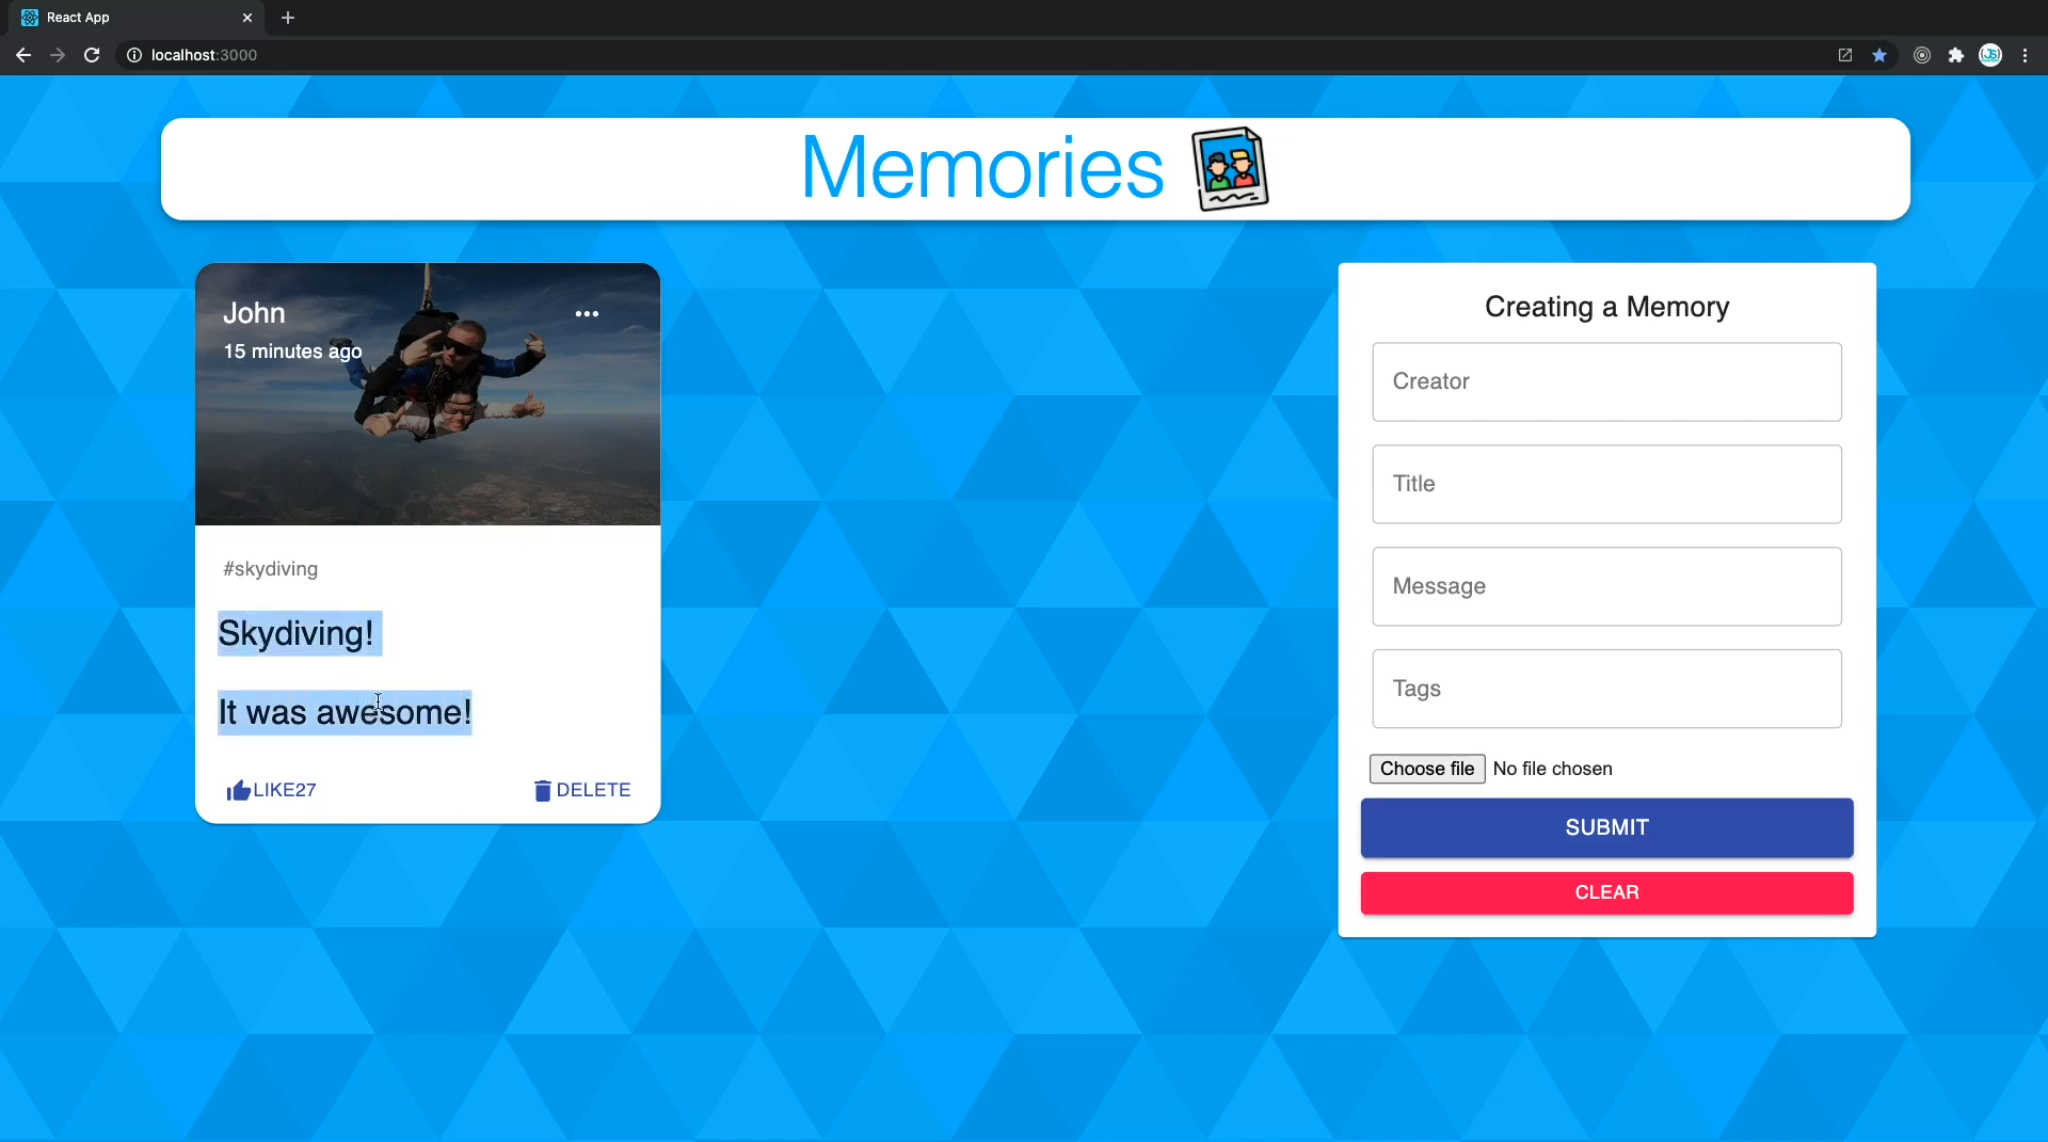 React App
localhost:3000
Memories
John
15 minutes ago
#skydiving
Skydiving!
It was awesome!
LIKE27
DELETE
Creating a Memory
Creator
Title
Message
Tags
Choose file No file chosen
SUBMIT
CLEAR